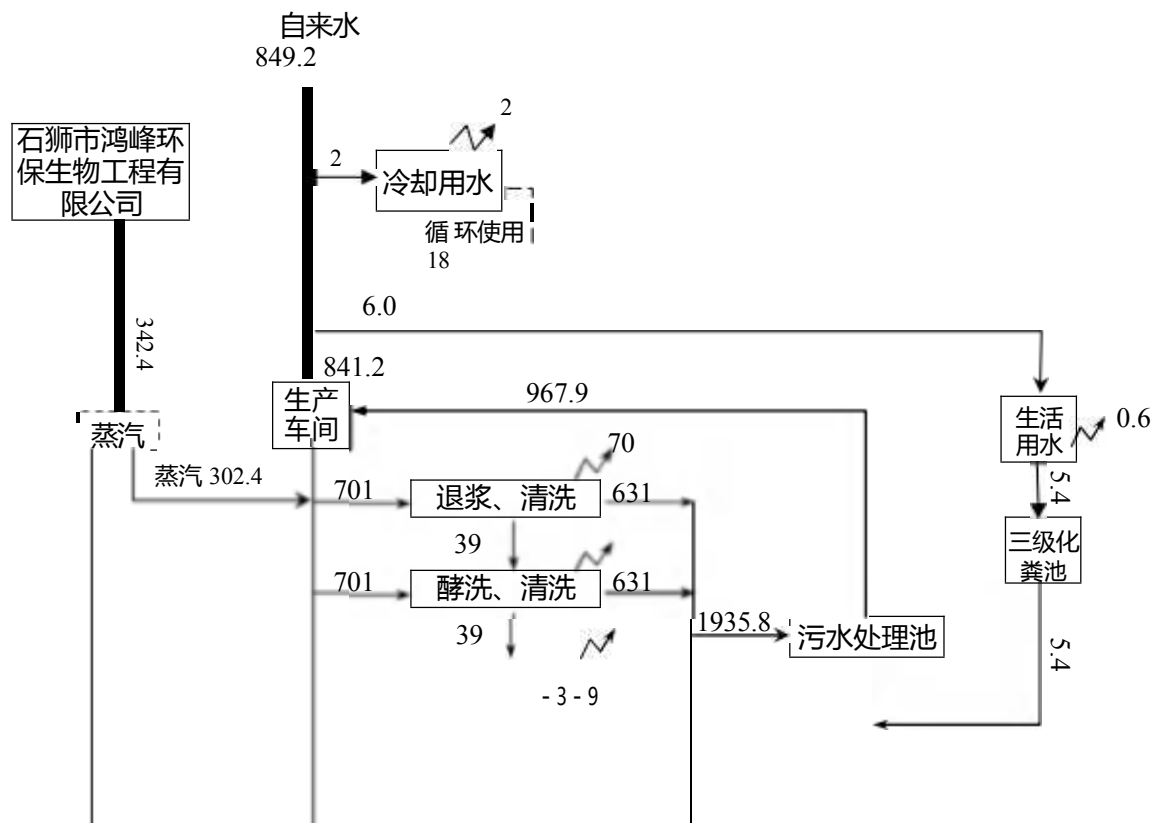 自来水
849.2
石狮市鸿峰环
保生物工程有
限公司
2
2
冷却用水
循 环使用
18
342.4
6.0
841.2
生产
车间
967.9
生活
用水
0.6
蒸汽
蒸汽 302.4
70
701
退浆、清洗
631
5.4
39
三级化
粪池
701
酵洗、清洗
631
39
1935.8
污水处理池
5.4
- 3 - 9